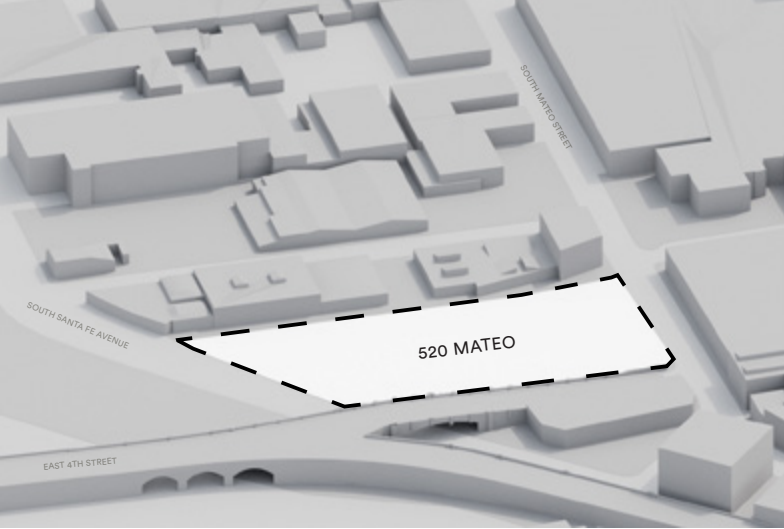 SOUTH MATEO STREET
SOUTH SANTA FE AVENUE
520 MATEO
EAST 4TH STREET